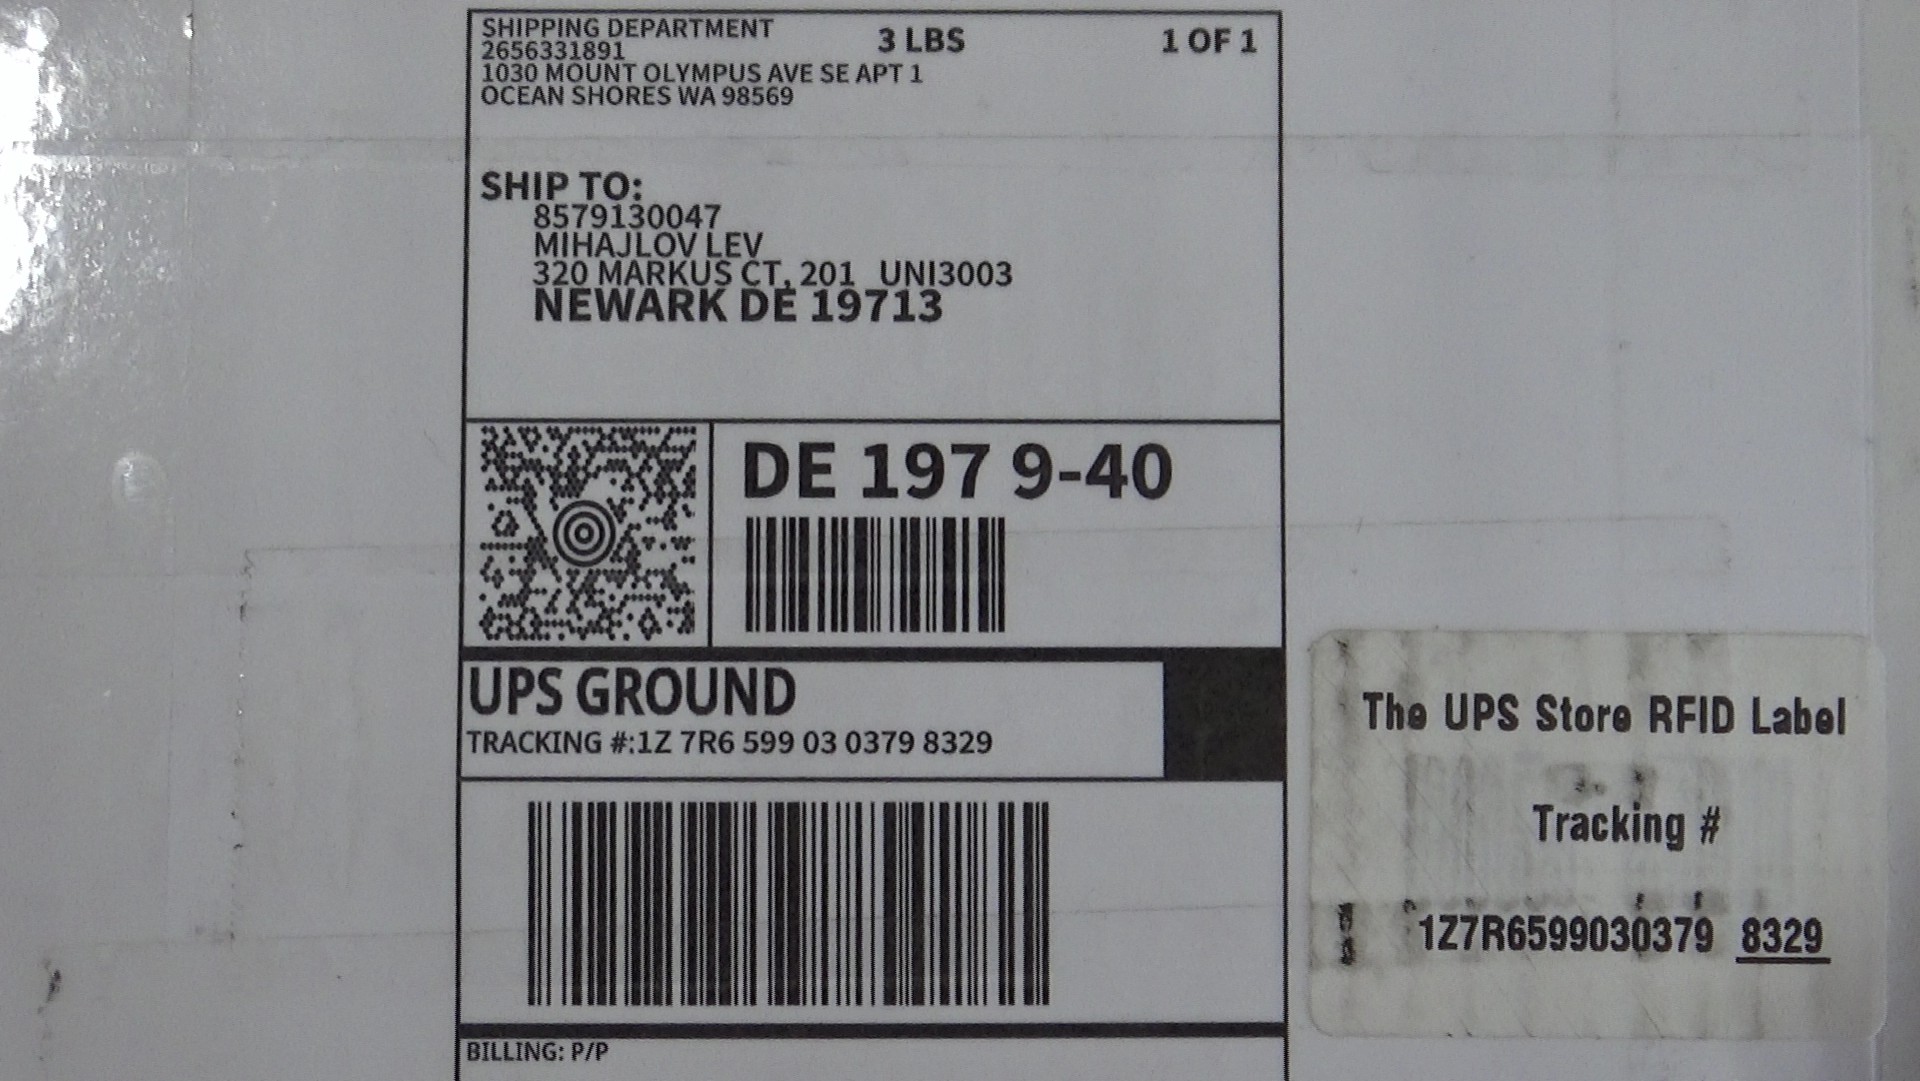 SHIPPING DEPARTMENT
2656331891
1030 MOUNT OLYMPUS AVE SE APT 1
OCEAN SHORES WA 98569
3 LBS
1 OF 1
SHIP TO:
8579130047
MIHAJLOV LEV
320 MARKUS CT, 201 UNI3003
NEWARK DE 19713
DE 197 9-40
UPS GROUND
TRACKING #:1Z 7R6 599 03 0379 8329
BILLING: P/P
The UPS Store RFID Label
Tracking #
1Z7R6599030379 8329